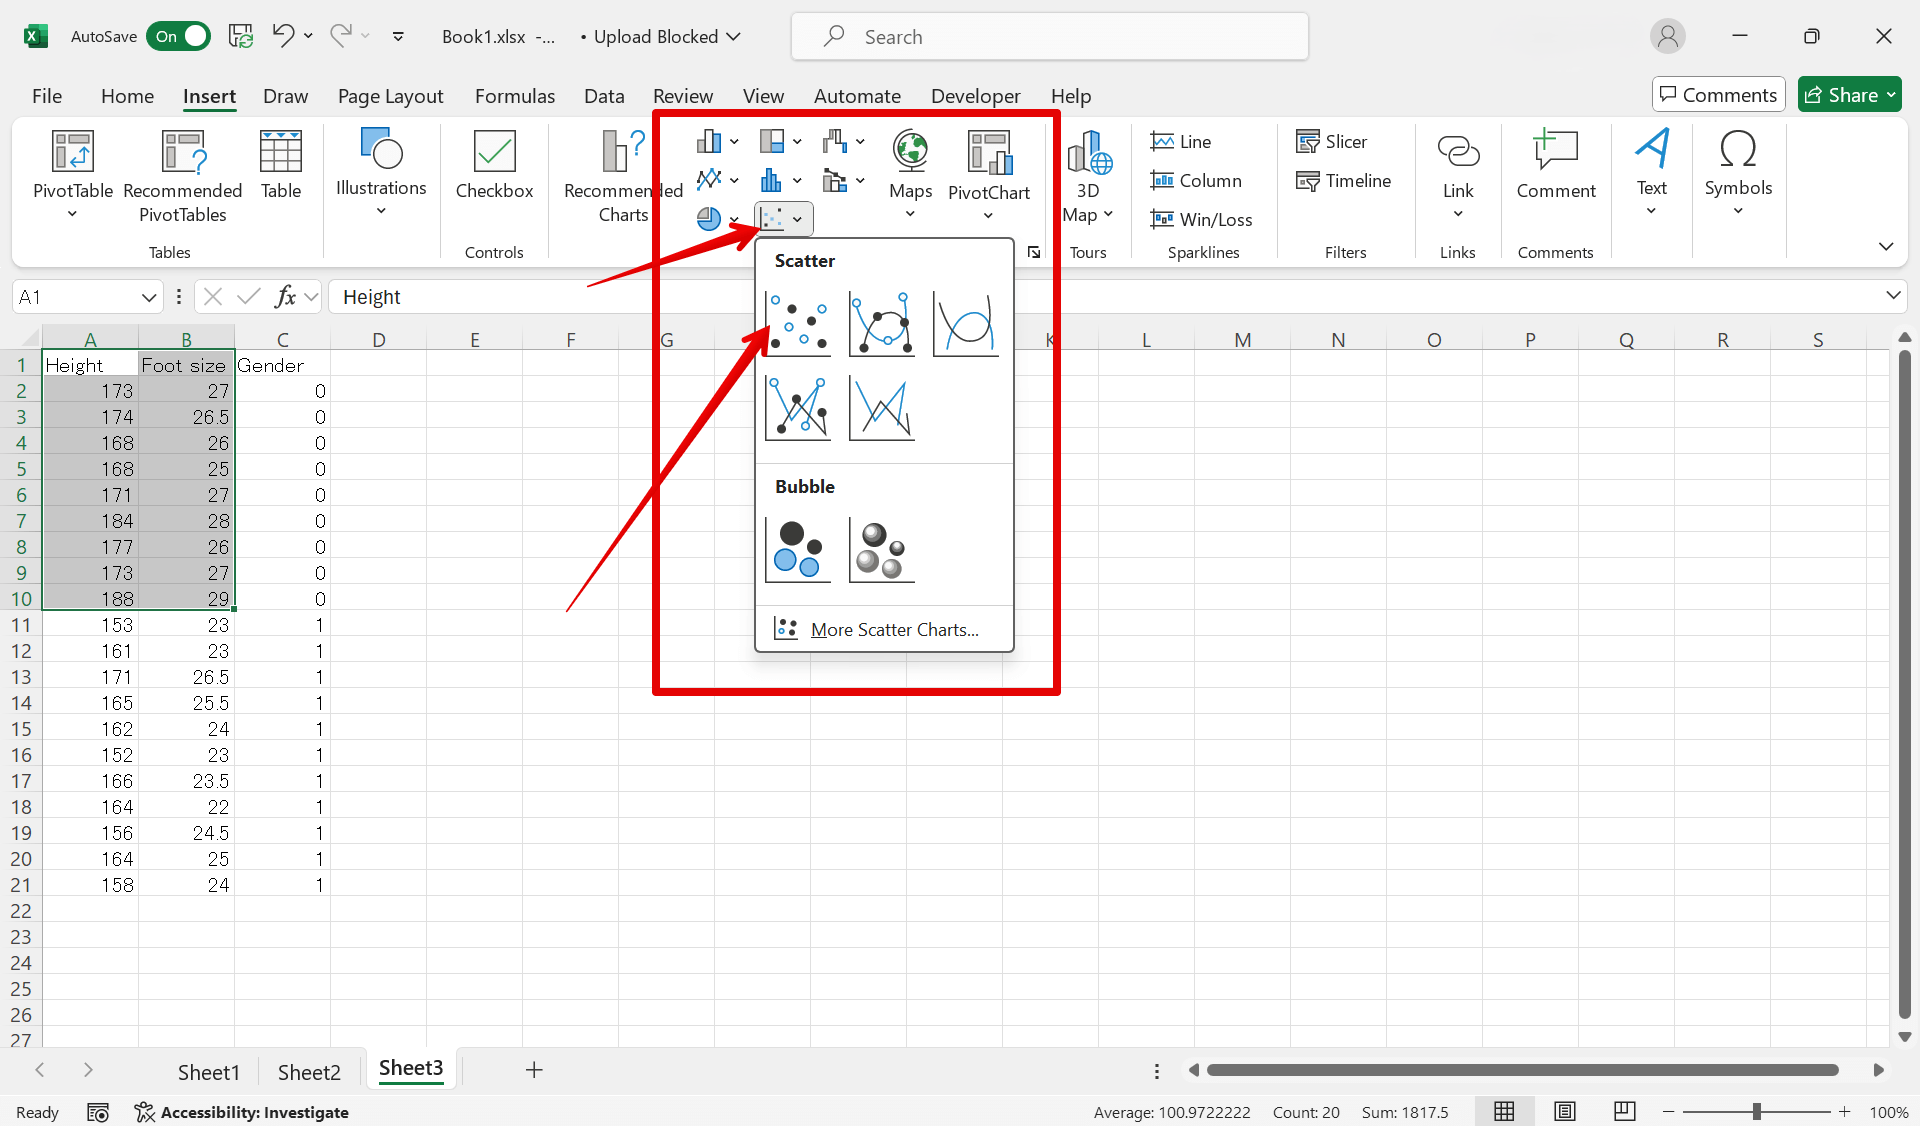 AutoSave On Book1.xlsx -... • Upload Blocked Search
File Home Insert Draw Page Layout Formulas Data Review View Automate Developer Help Comments Share
PivotTable Recommended PivotTables Table Illustrations Checkbox Recommended Charts Maps PivotChart 3D Map Line Column Win/Loss Slicer Timeline Link Comment Text Symbols
Tables Controls Tours Sparklines Filters Links Comments
A1 fx Height
Scatter
Bubble
More Scatter Charts...
A B C D E F G K L M N O P Q R S
1 Height Foot size Gender
2 173 27 0
3 174 26.5 0
4 168 26 0
5 168 25 0
6 171 27 0
7 184 28 0
8 177 26 0
9 173 27 0
10 188 29 0
11 153 23 1
12 161 23 1
13 171 26.5 1
14 165 25.5 1
15 162 24 1
16 152 23 1
17 166 23.5 1
18 164 22 1
19 156 24.5 1
20 164 25 1
21 158 24 1
22
23
24
25
26
27
Sheet1 Sheet2 Sheet3
Ready Accessibility: Investigate Average: 100.9722222 Count: 20 Sum: 1817.5 100%